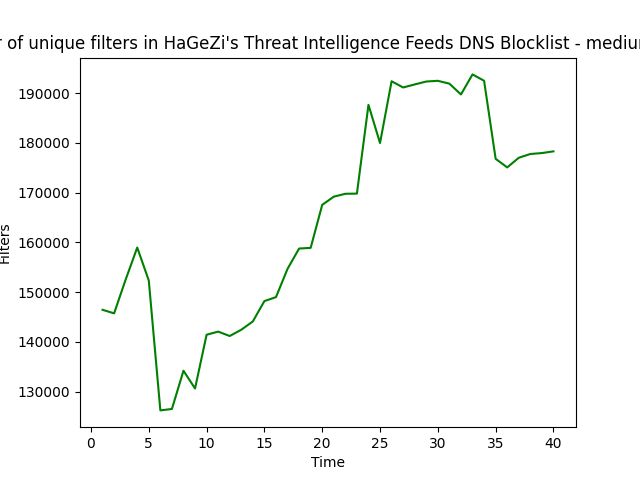 r of unique filters in HaGeZi's Threat Intelligence Feeds DNS Blocklist - mediu
190000
180000
170000
160000
150000
140000
130000
Filters
0 5 10 15 20 25 30 35 40
Time